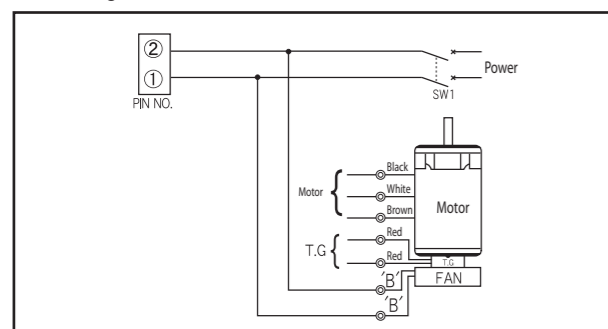 ②
①
PIN NO.
SW1
Power
Black
White
Brown
Motor
Motor
Red
Red
T.G
T.G
FAN
'B'
'B'